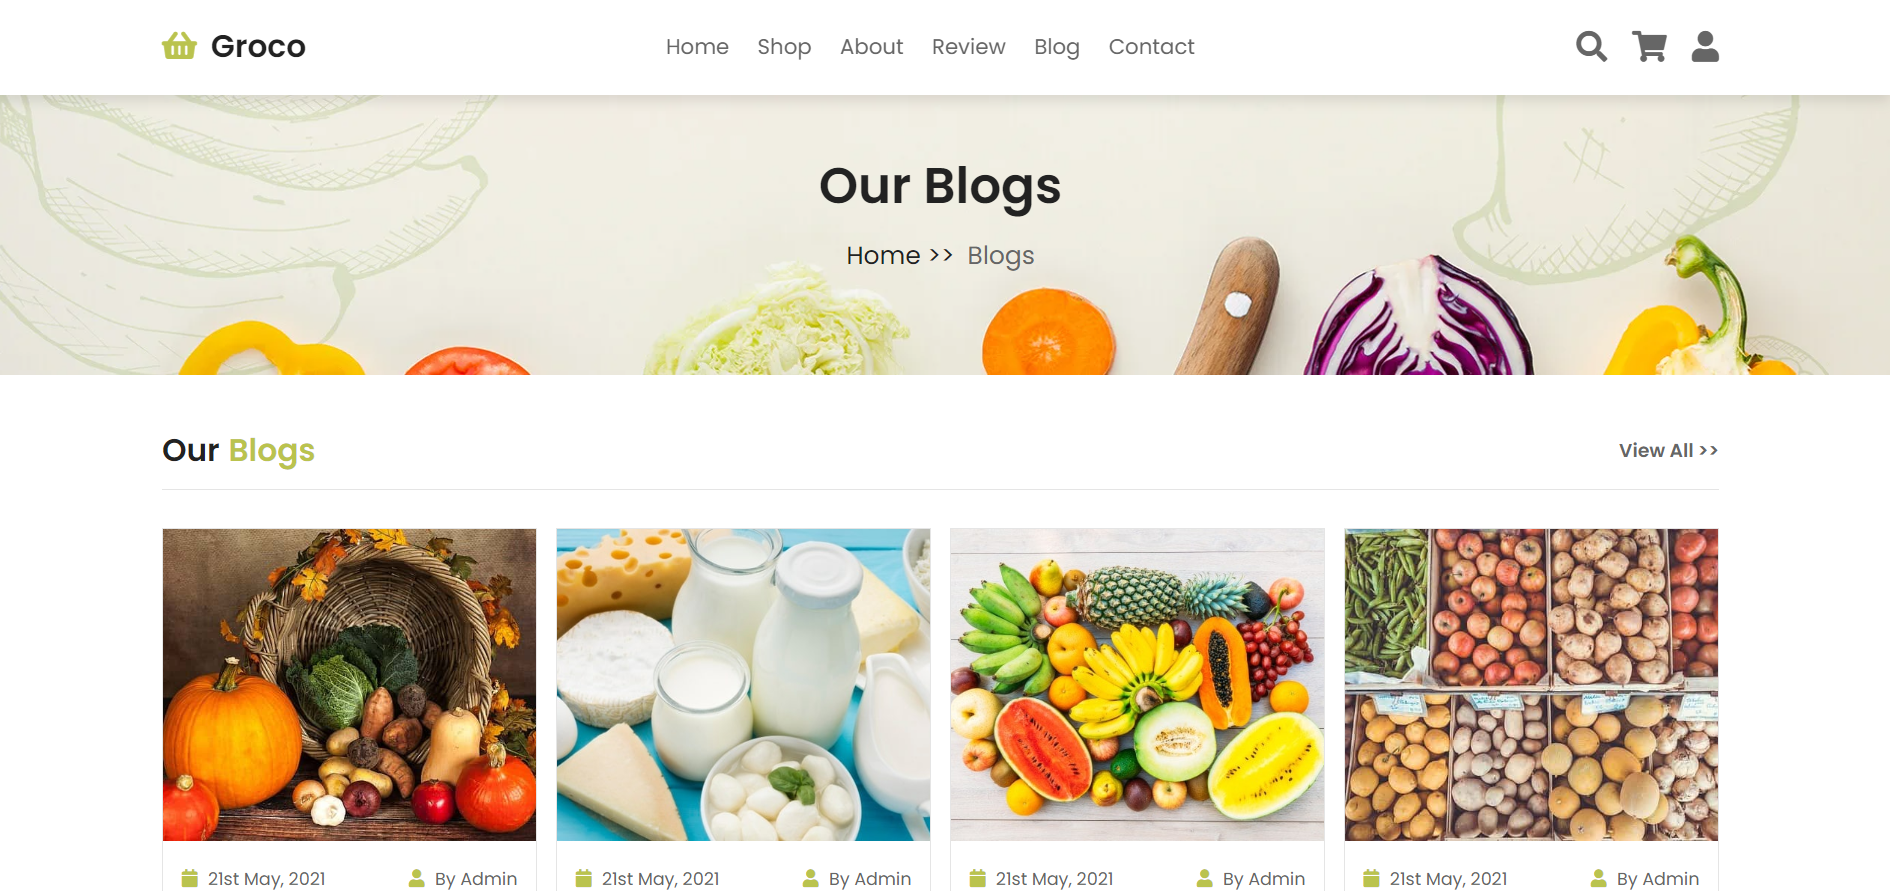 Groco
Home Shop About Review Blog Contact
Our Blogs
Home >> Blogs
Our Blogs
View All >>
21st May, 2021 By Admin
21st May, 2021 By Admin
21st May, 2021 By Admin
21st May, 2021 By Admin